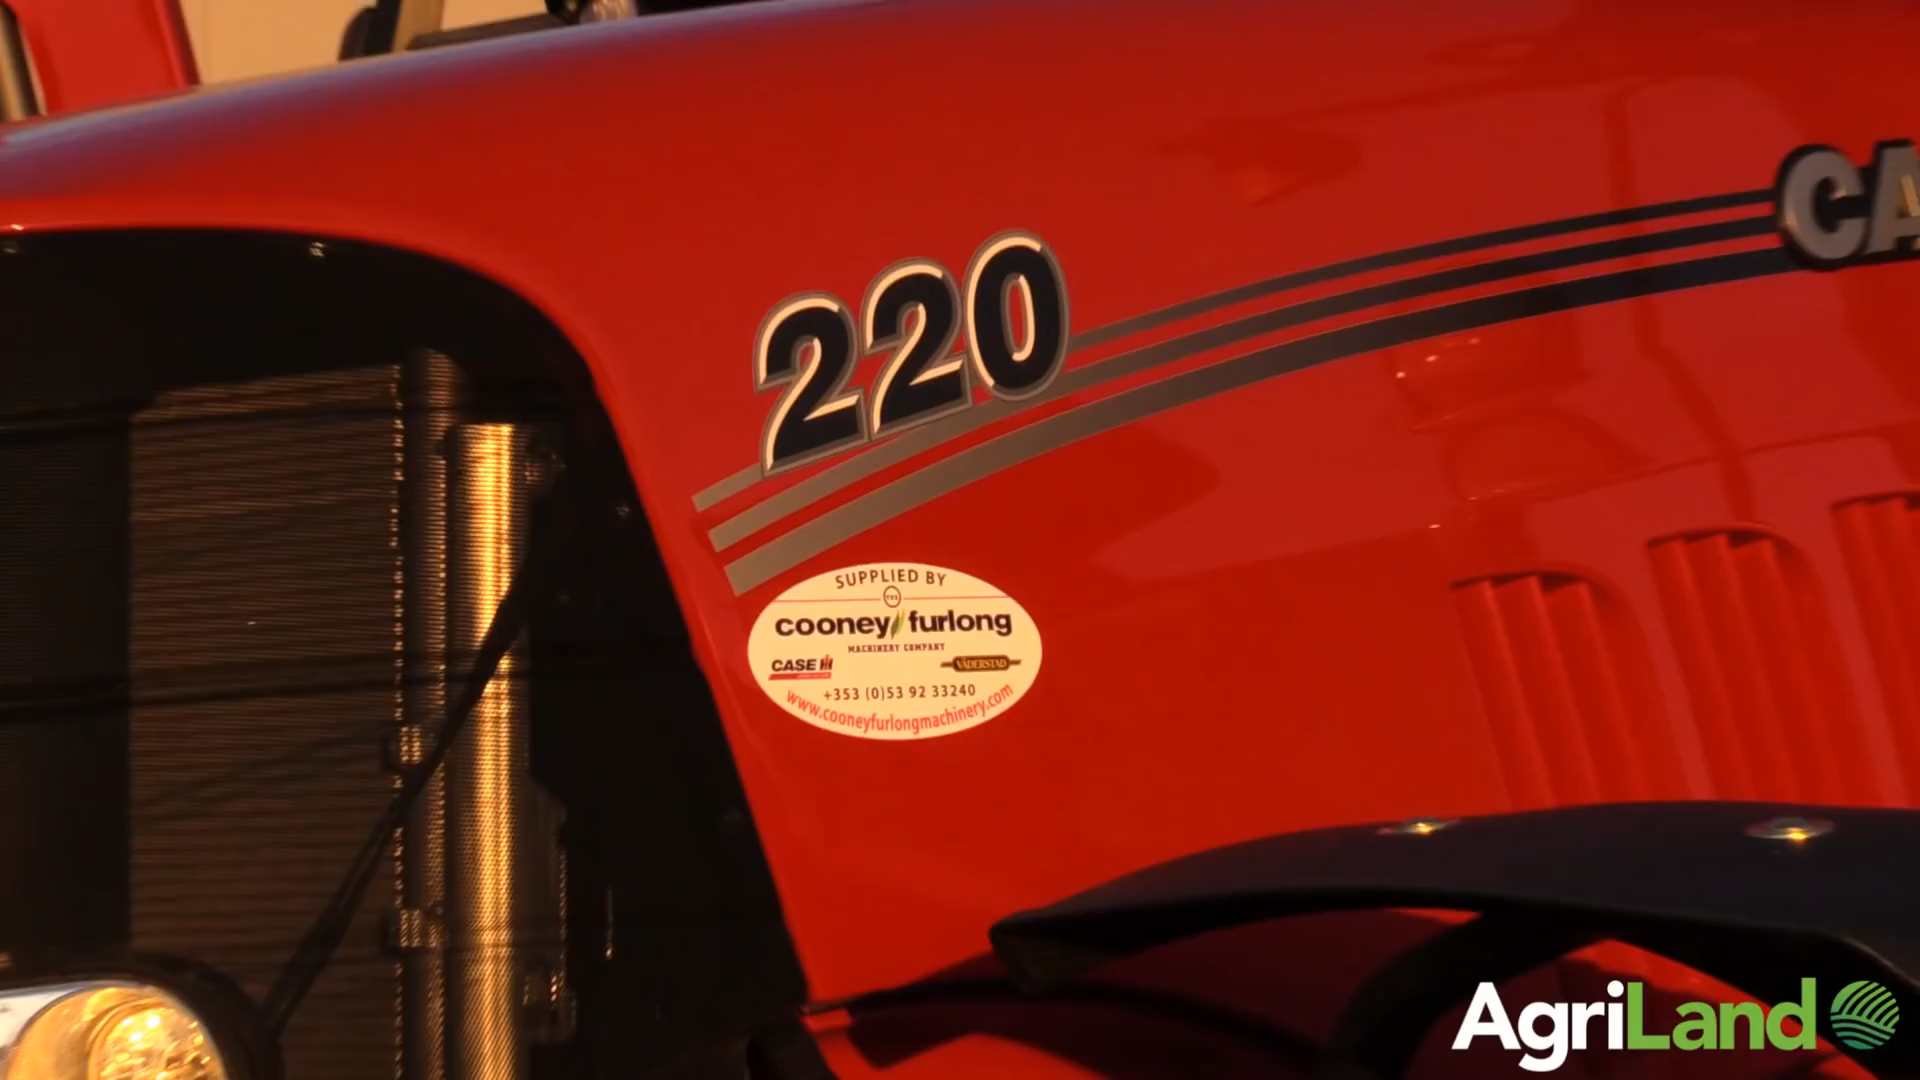 CA
220
SUPPLIED BY
cooney furlong
MACHINERY COMPANY
CASE IH
VÄDERSTAD
+353 (0)53 92 33240
www.cooneyfurlongmachinery.com
AgriLand